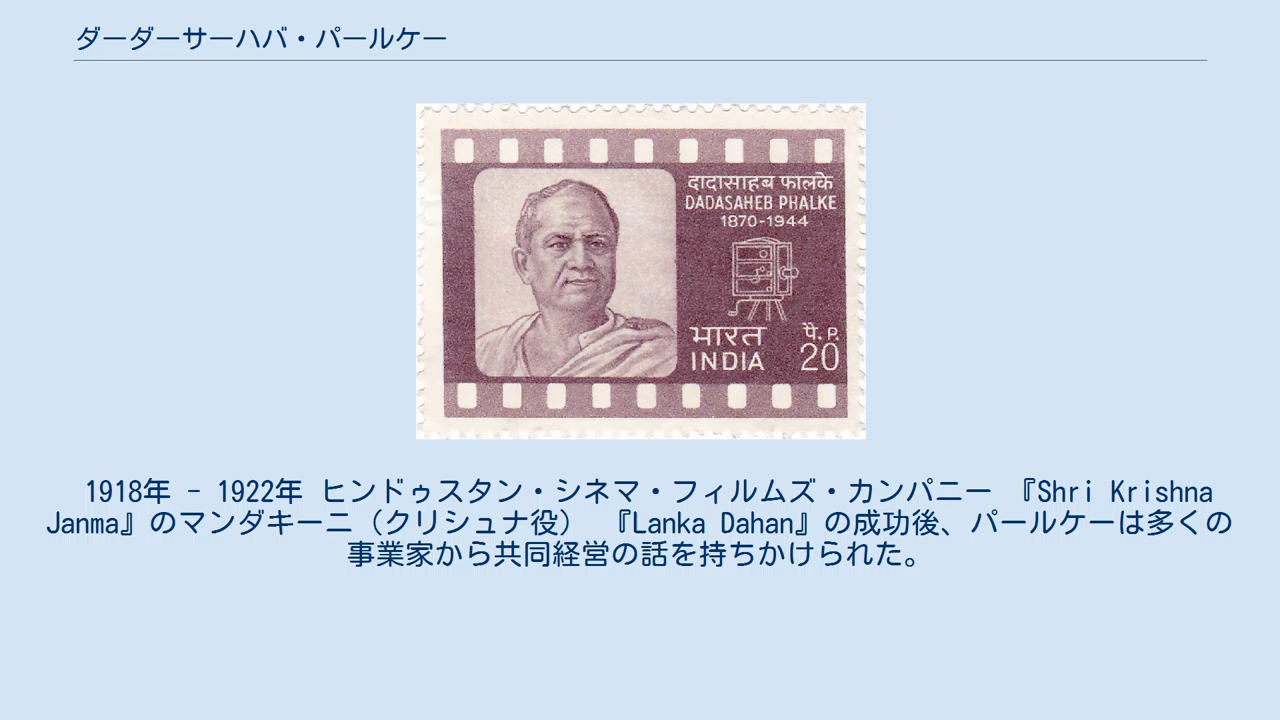 ダーダーサーハバ・パールケー
दादासाहब फालके
DADASAHEB PHALKE
1870-1944
भारत
INDIA
पै. P.
20
1918年 - 1922年 ヒンドゥスタン・シネマ・フィルムズ・カンパニー 『Shri Krishna
Janma』のマンダキーニ（クリシュナ役） 『Lanka Dahan』の成功後、パールケーは多くの
事業家から共同経営の話を持ちかけられた。